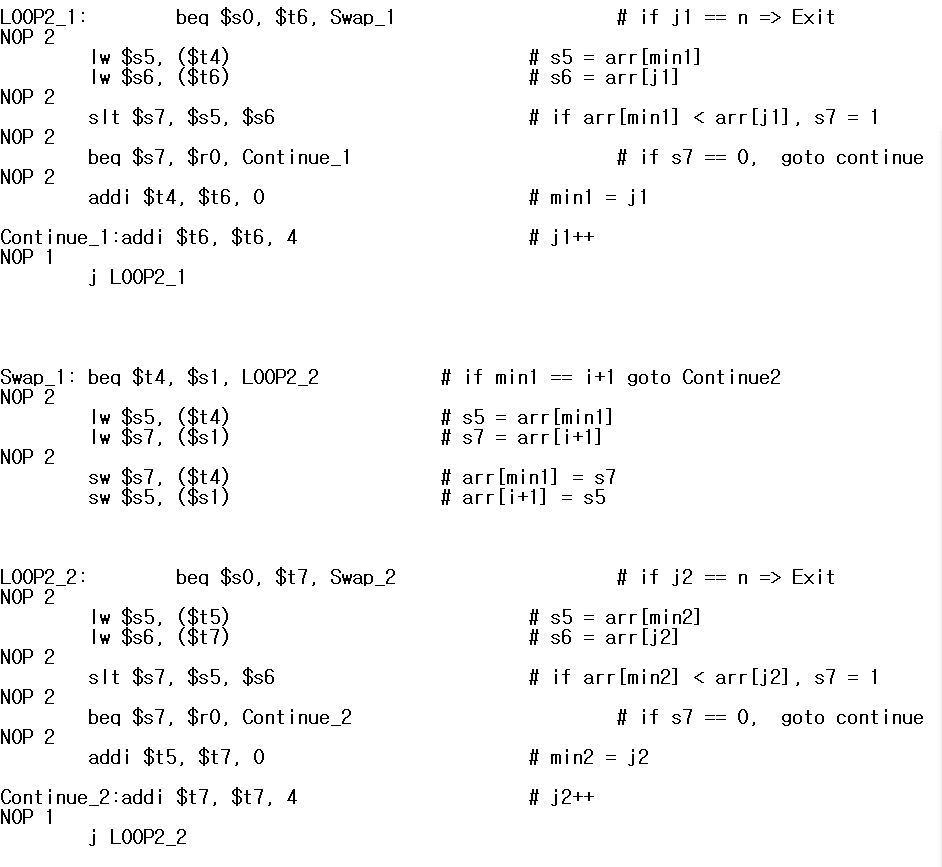 LOOP2_1: beq $s0, $t6, Swap_1 # if j1 == n => Exit
NOP 2
lw $s5, ($t4) # s5 = arr[min1]
lw $s6, ($t6) # s6 = arr[j1]
NOP 2
slt $s7, $s5, $s6 # if arr[min1] < arr[j1], s7 = 1
NOP 2
beq $s7, $r0, Continue_1 # if s7 == 0, goto continue
NOP 2
addi $t4, $t6, 0 # min1 = j1
Continue_1:addi $t6, $t6, 4 # j1++
NOP 1
j LOOP2_1
Swap_1: beq $t4, $s1, LOOP2_2 # if min1 == i+1 goto Continue2
NOP 2
lw $s5, ($t4) # s5 = arr[min1]
lw $s7, ($s1) # s7 = arr[i+1]
NOP 2
sw $s7, ($t4) # arr[min1] = s7
sw $s5, ($s1) # arr[i+1] = s5
LOOP2_2: beq $s0, $t7, Swap_2 # if j2 == n => Exit
NOP 2
lw $s5, ($t5) # s5 = arr[min2]
lw $s6, ($t7) # s6 = arr[j2]
NOP 2
slt $s7, $s5, $s6 # if arr[min2] < arr[j2], s7 = 1
NOP 2
beq $s7, $r0, Continue_2 # if s7 == 0, goto continue
NOP 2
addi $t5, $t7, 0 # min2 = j2
Continue_2:addi $t7, $t7, 4 # j2++
NOP 1
j LOOP2_2